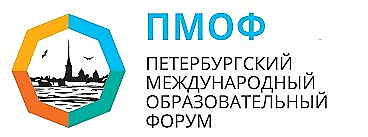 ПМОФ
ПЕТЕРБУРГСКИЙ
МЕЖДУНАРОДНЫЙ
ОБРАЗОВАТЕЛЬНЫЙ
ФОРУМ